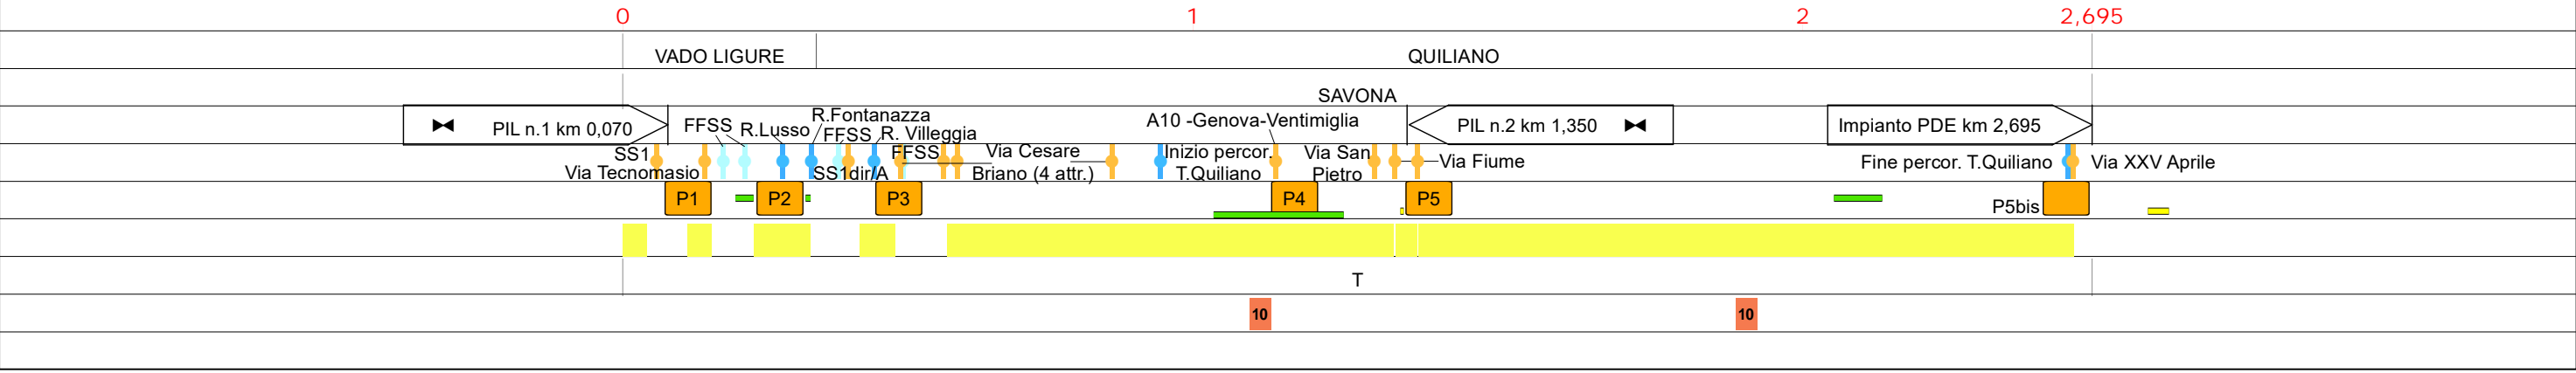 0 1 2 2,695
VADO LIGURE QUILIANO
SAVONA
PIL n.1 km 0,070
FFSS
R.Lusso
R.Fontanazza
FFSS
R. Villeggia
A10 -Genova-Ventimiglia
PIL n.2 km 1,350
Impianto PDE km 2,695
SS1
Via Tecnomasio
SS1dir/A
FFSS
Via Cesare
Briano (4 attr.)
Inizio percor.
T.Quiliano
Via San
Pietro
Via Fiume
Fine percor. T.Quiliano
Via XXV Aprile
P1 P2 P3 P4 P5 P5bis
T
10 10